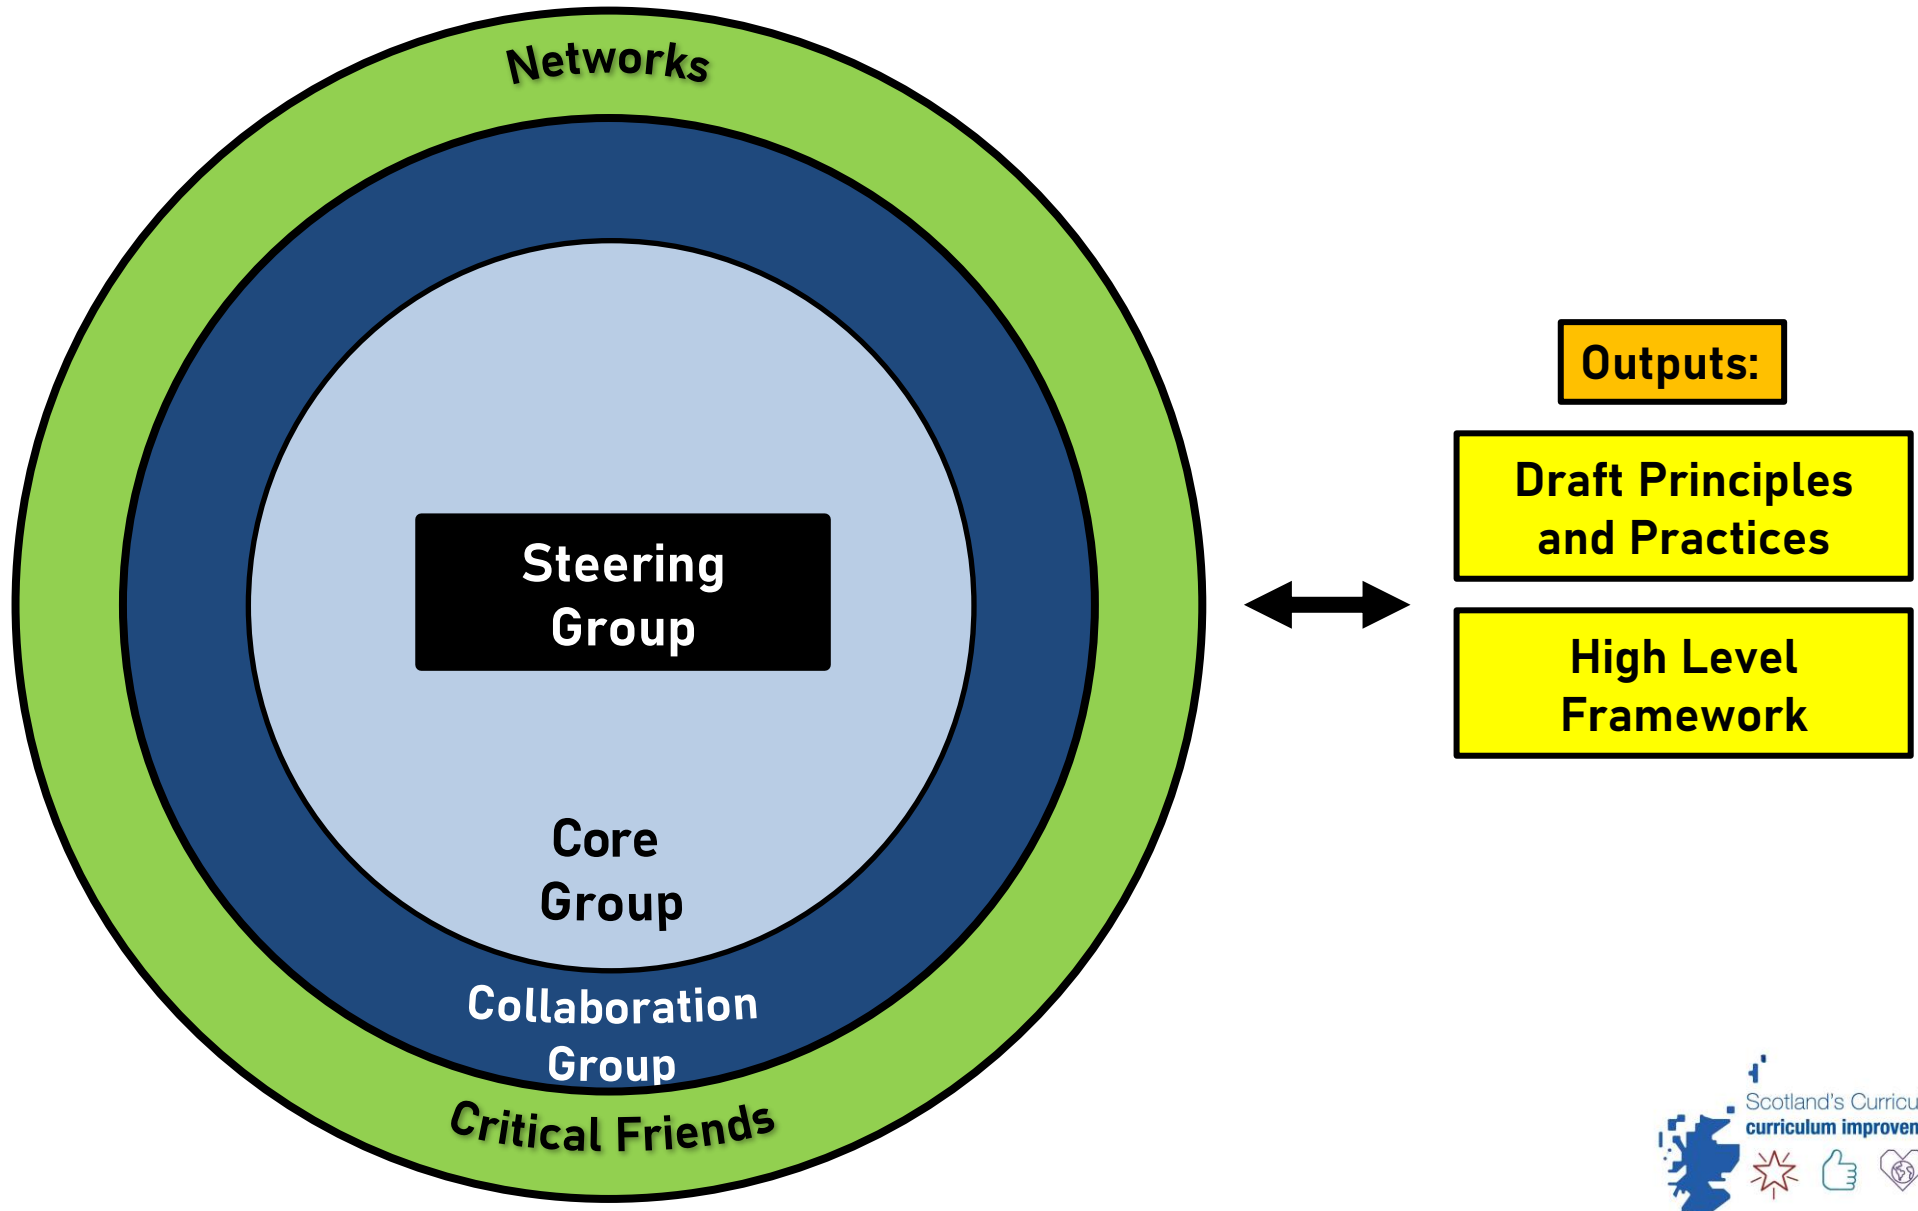 Networks
Steering
Group
Core
Group
Collaboration
Group
Critical Friends
Outputs:
Draft Principles
and Practices
High Level
Framework
Scotland's Curricu
curriculum improven